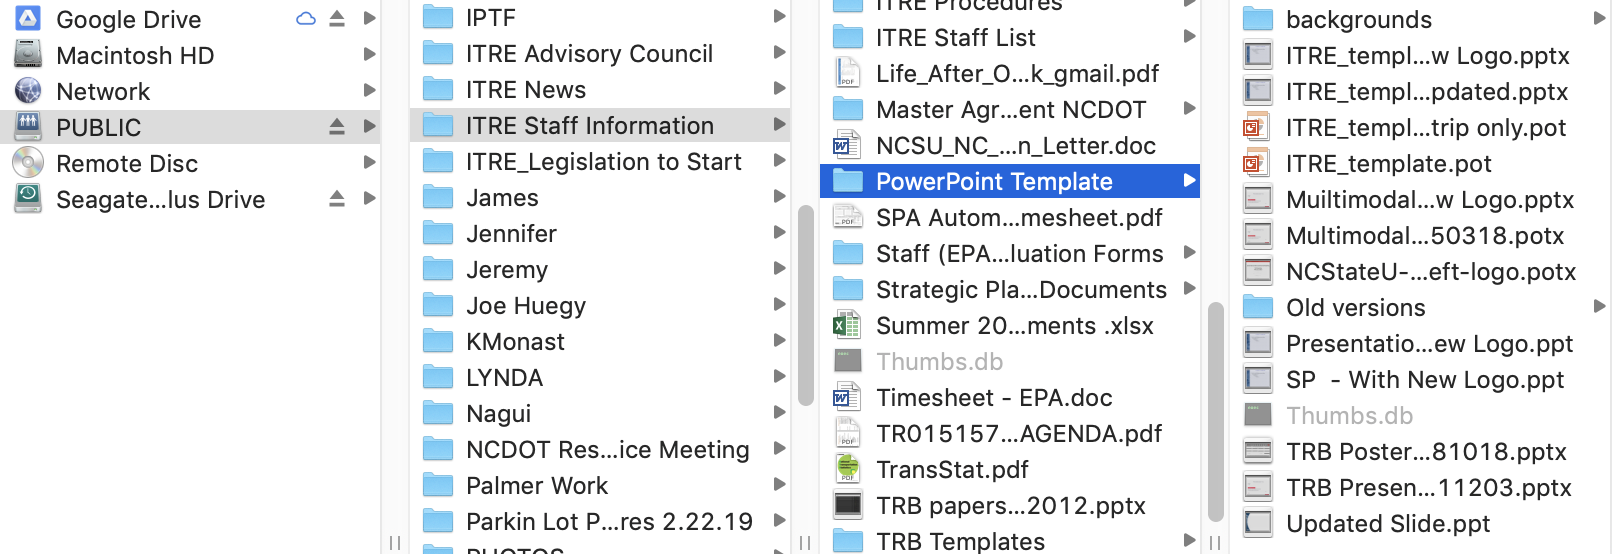 Google Drive
Macintosh HD
Network
PUBLIC
Remote Disc
Seagate...lus Drive
IPTF
ITRE Advisory Council
ITRE News
ITRE Staff Information
ITRE_Legislation to Start
James
Jennifer
Jeremy
Joe Huegy
KMonast
LYNDA
Nagui
NCDOT Res...ice Meeting
Palmer Work
Parkin Lot P...res 2.22.19
PHOTOS
ITRE Procedures
ITRE Staff List
Life_After_O...k_gmail.pdf
Master Agr...ent NCDOT
NCSU_NC_...n_Letter.doc
PowerPoint Template
SPA Autom...mesheet.pdf
Staff (EPA...luation Forms
Strategic Pla...Documents
Summer 20...ments .xlsx
Thumbs.db
Timesheet - EPA.doc
TR015157...AGENDA.pdf
TransStat.pdf
TRB papers...2012.pptx
TRB Templates
backgrounds
ITRE_templ...w Logo.pptx
ITRE_templ...pdated.pptx
ITRE_templ...trip only.pot
ITRE_template.pot
Muiltimodal...w Logo.pptx
Multimodal...50318.potx
NCStateU-...eft-logo.potx
Old versions
Presentatio...ew Logo.ppt
SP  - With New Logo.ppt
Thumbs.db
TRB Poster...81018.pptx
TRB Presen...11203.pptx
Updated Slide.ppt